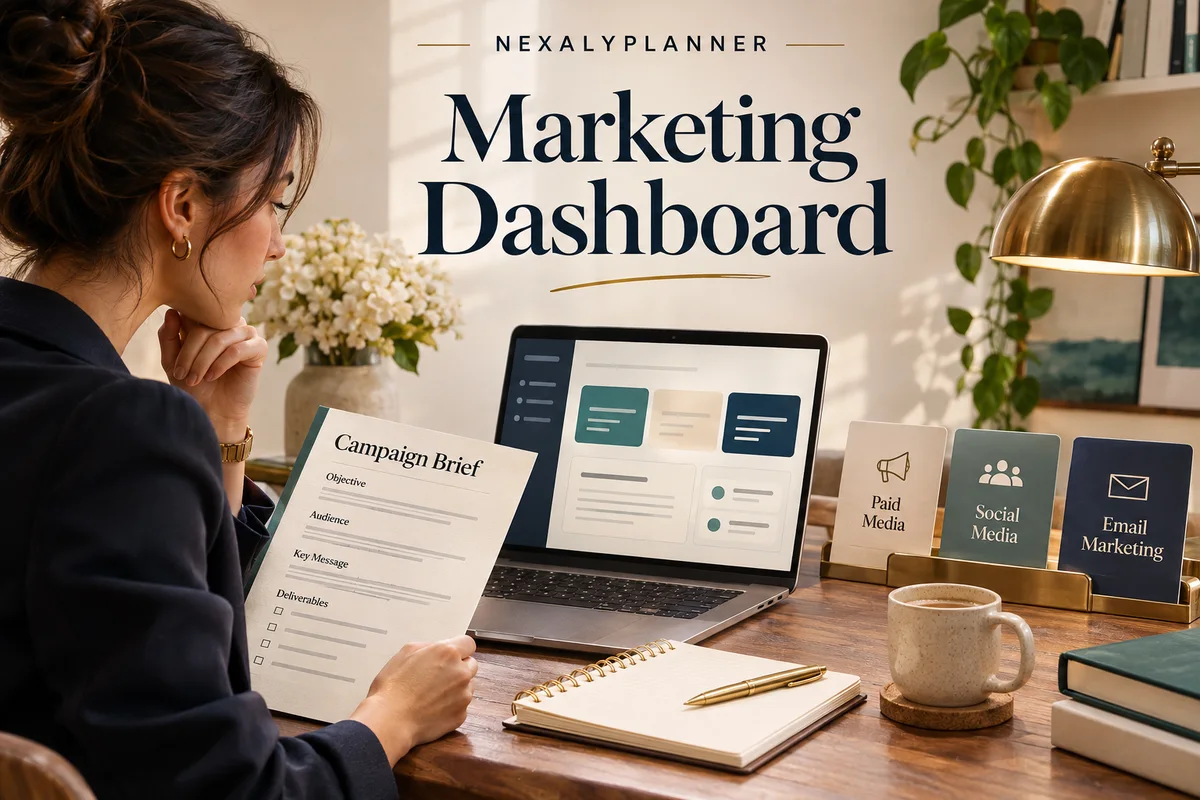 NEXALYPLANNER
Marketing
Dashboard
Campaign Brief
Objective
Audience
Key Message
Deliverables
Paid
Media
Social
Media
Email
Marketing